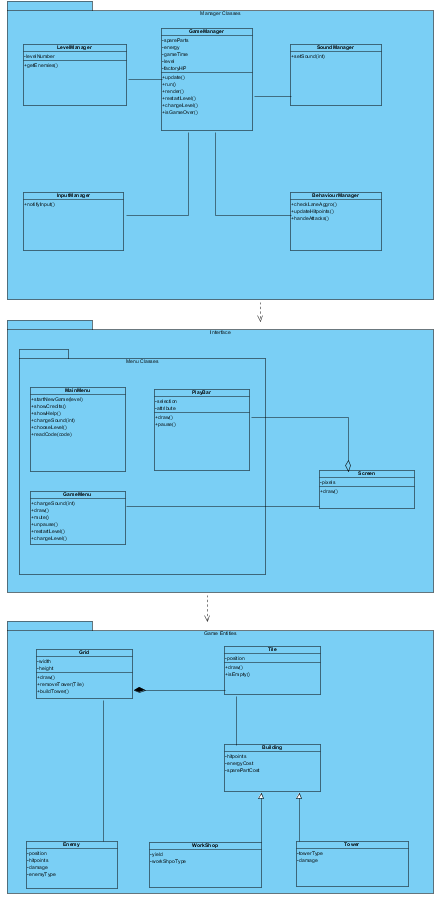 Manager Classes
LevelManager
-levelNumber
+getEnemies()
GameManager
-spareParts
-energy
-gameTime
-level
-factoryHP
+update()
+run()
+render()
+restartLevel()
+changeLevel()
+isGameOver()
SoundManager
+setSound(int)
InputManager
+notifyInput()
BehaviourManager
+checkLaneAggro()
+updateHitpoints()
+handleAttacks()
Interface
Menu Classes
MainMenu
+startNewGame(level)
+showCredits()
+showHelp()
+changeSound(int)
+chooseLevel()
+readCode(code)
PlayBar
-selection
-attribute
+draw()
+pause()
Screen
-pixels
+draw()
GameMenu
+changeSound(int)
+draw()
+mute()
+unpause()
+restartLevel()
+changeLevel()
Game Entities
Grid
-width
-height
+draw()
+removeTower(Tile)
+buildTower()
Tile
-position
+draw()
+isEmpty()
Building
-hitpoints
-energyCost
-sparePartCost
Enemy
-position
-hitpoints
-damage
-enemyType
WorkShop
-yield
-workShpoType
Tower
-towerType
-damage